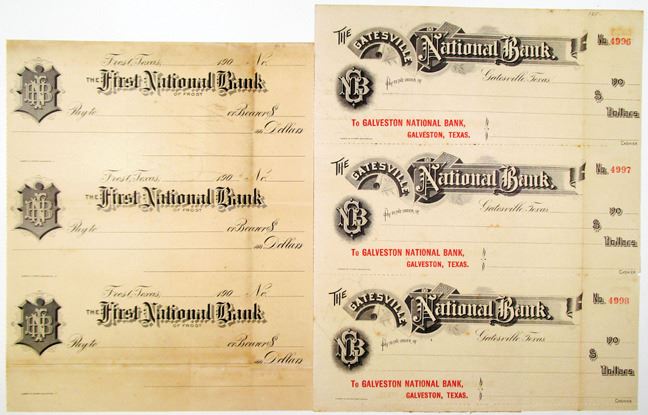 Frost, Texas, 190 No.
THE First National Bank
OF FROST
FNB
Pay to or Bearer $
Dollars
Frost, Texas, 190 No.
THE First National Bank
OF FROST
FNB
Pay to or Bearer $
Dollars
Frost, Texas, 190 No.
THE First National Bank
OF FROST
FNB
Pay to or Bearer $
Dollars
THE GATESVILLE National Bank. No. 4996
Gatesville, Texas 190
Pay to the order of $
Dollars
To GALVESTON NATIONAL BANK,
GALVESTON, TEXAS.
CASHIER
THE GATESVILLE National Bank. No. 4997
Gatesville, Texas 190
Pay to the order of $
Dollars
To GALVESTON NATIONAL BANK,
GALVESTON, TEXAS.
CASHIER
THE GATESVILLE National Bank. No. 4998
Gatesville, Texas 190
Pay to the order of $
Dollars
To GALVESTON NATIONAL BANK,
GALVESTON, TEXAS.
CASHIER